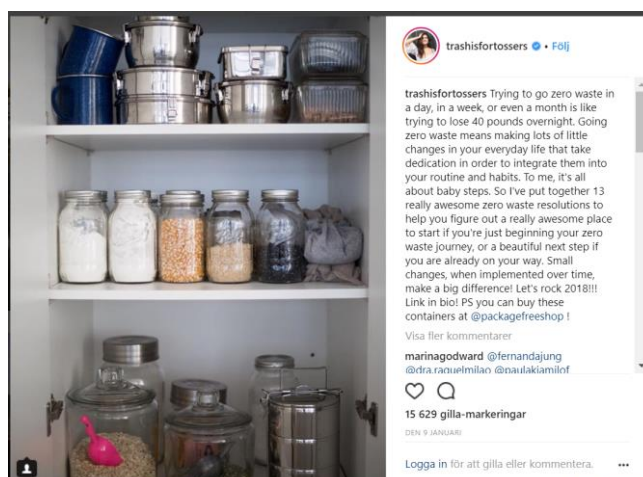 trashisfortossers • Följ
trashisfortossers Trying to go zero waste in
a day, in a week, or even a month is like
trying to lose 40 pounds overnight. Going
zero waste means making lots of little
changes in your everyday life that take
dedication in order to integrate them into
your routine and habits. To me, it's all
about baby steps. So I've put together 13
really awesome zero waste resolutions to
help you figure out a really awesome place
to start if you're just beginning your zero
waste journey, or a beautiful next step if
you are already on your way. Small
changes, when implemented over time,
make a big difference! Let's rock 2018!!!
Link in bio! PS you can buy these
containers at @packagefreeshop !
Visa fler kommentarer
marinagodward @fernandajung
@dra.raquelmilao @paulakiamilof
15 629 gilla-markeringar
DEN 9 JANUARI
Logga in för att gilla eller kommentera.